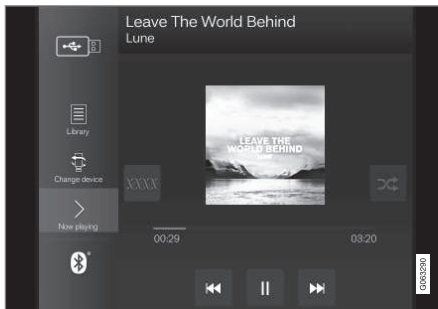 Leave The World Behind
Lune
Library
Change device
Now playing
LEAVE THE
WORLD BEHIND
LUNE
XXXX
00:29
03:20
G063290